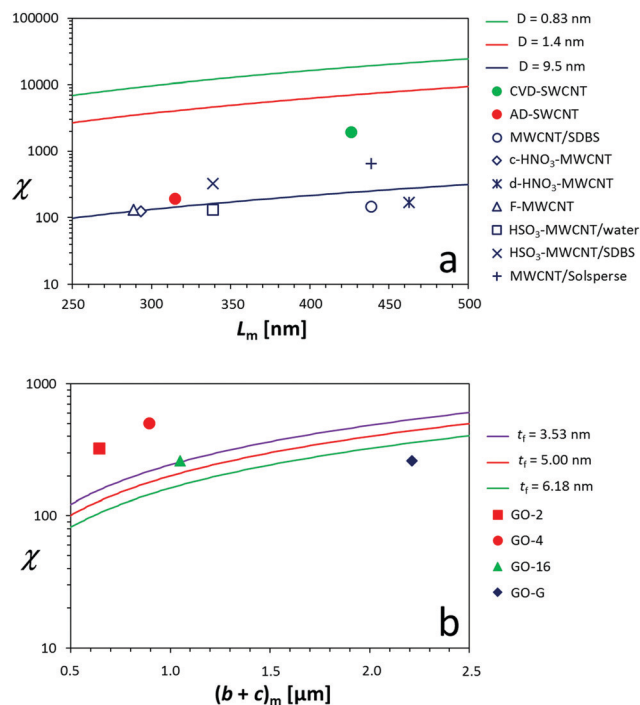 100000
10000
1000
100
10
χ
250
300
350
400
450
500
Lm [nm]
a
D = 0.83 nm
D = 1.4 nm
D = 9.5 nm
CVD-SWCNT
AD-SWCNT
MWCNT/SDBS
c-HNO3-MWCNT
d-HNO3-MWCNT
F-MWCNT
HSO3-MWCNT/water
HSO3-MWCNT/SDBS
MWCNT/Solsperse
1000
100
10
χ
0.5
1.0
1.5
2.0
2.5
(b + c)m [µm]
b
tf = 3.53 nm
tf = 5.00 nm
tf = 6.18 nm
GO-2
GO-4
GO-16
GO-G